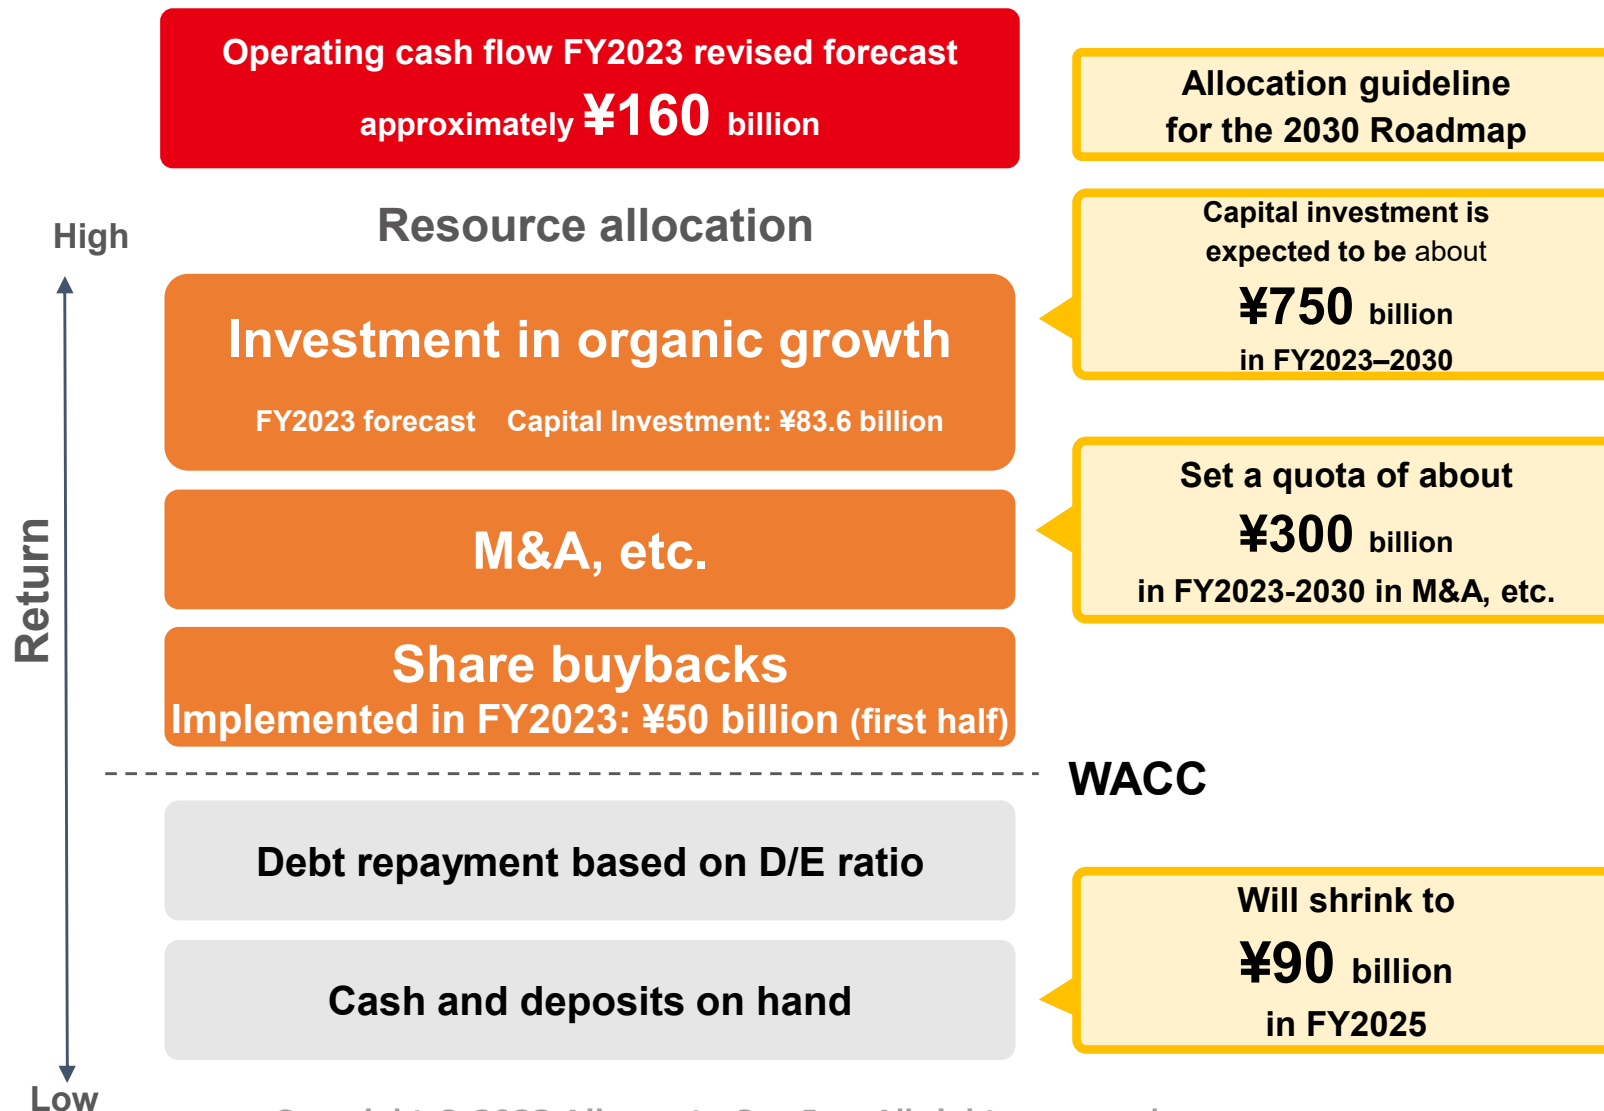 Operating cash flow FY2023 revised forecast
approximately ¥160 billion
Allocation guideline
for the 2030 Roadmap
High
Resource allocation
Capital investment is
expected to be about
¥750 billion
in FY2023–2030
Investment in organic growth
FY2023 forecast Capital Investment: ¥83.6 billion
Set a quota of about
¥300 billion
in FY2023-2030 in M&A, etc.
M&A, etc.
Return
Share buybacks
Implemented in FY2023: ¥50 billion (first half)
WACC
Debt repayment based on D/E ratio
Will shrink to
¥90 billion
in FY2025
Cash and deposits on hand
Low